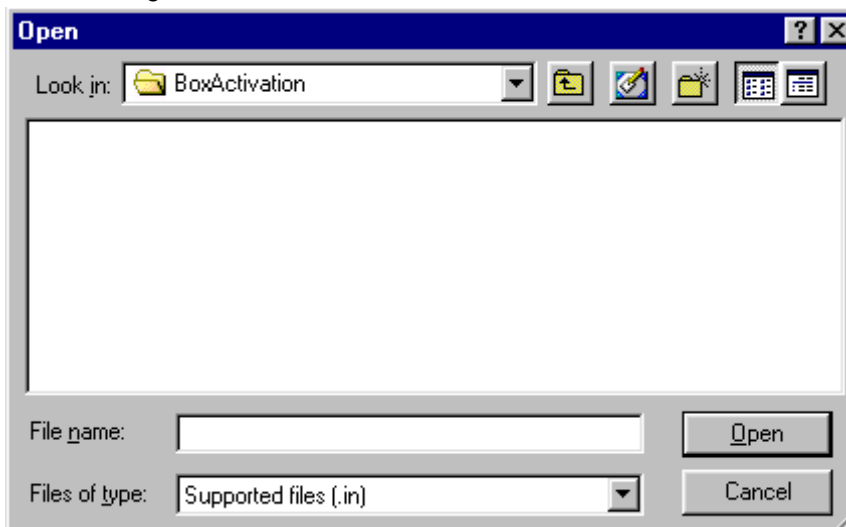 Open
Look in: BoxActivation
File name: Open
Files of type: Supported files (.in) Cancel